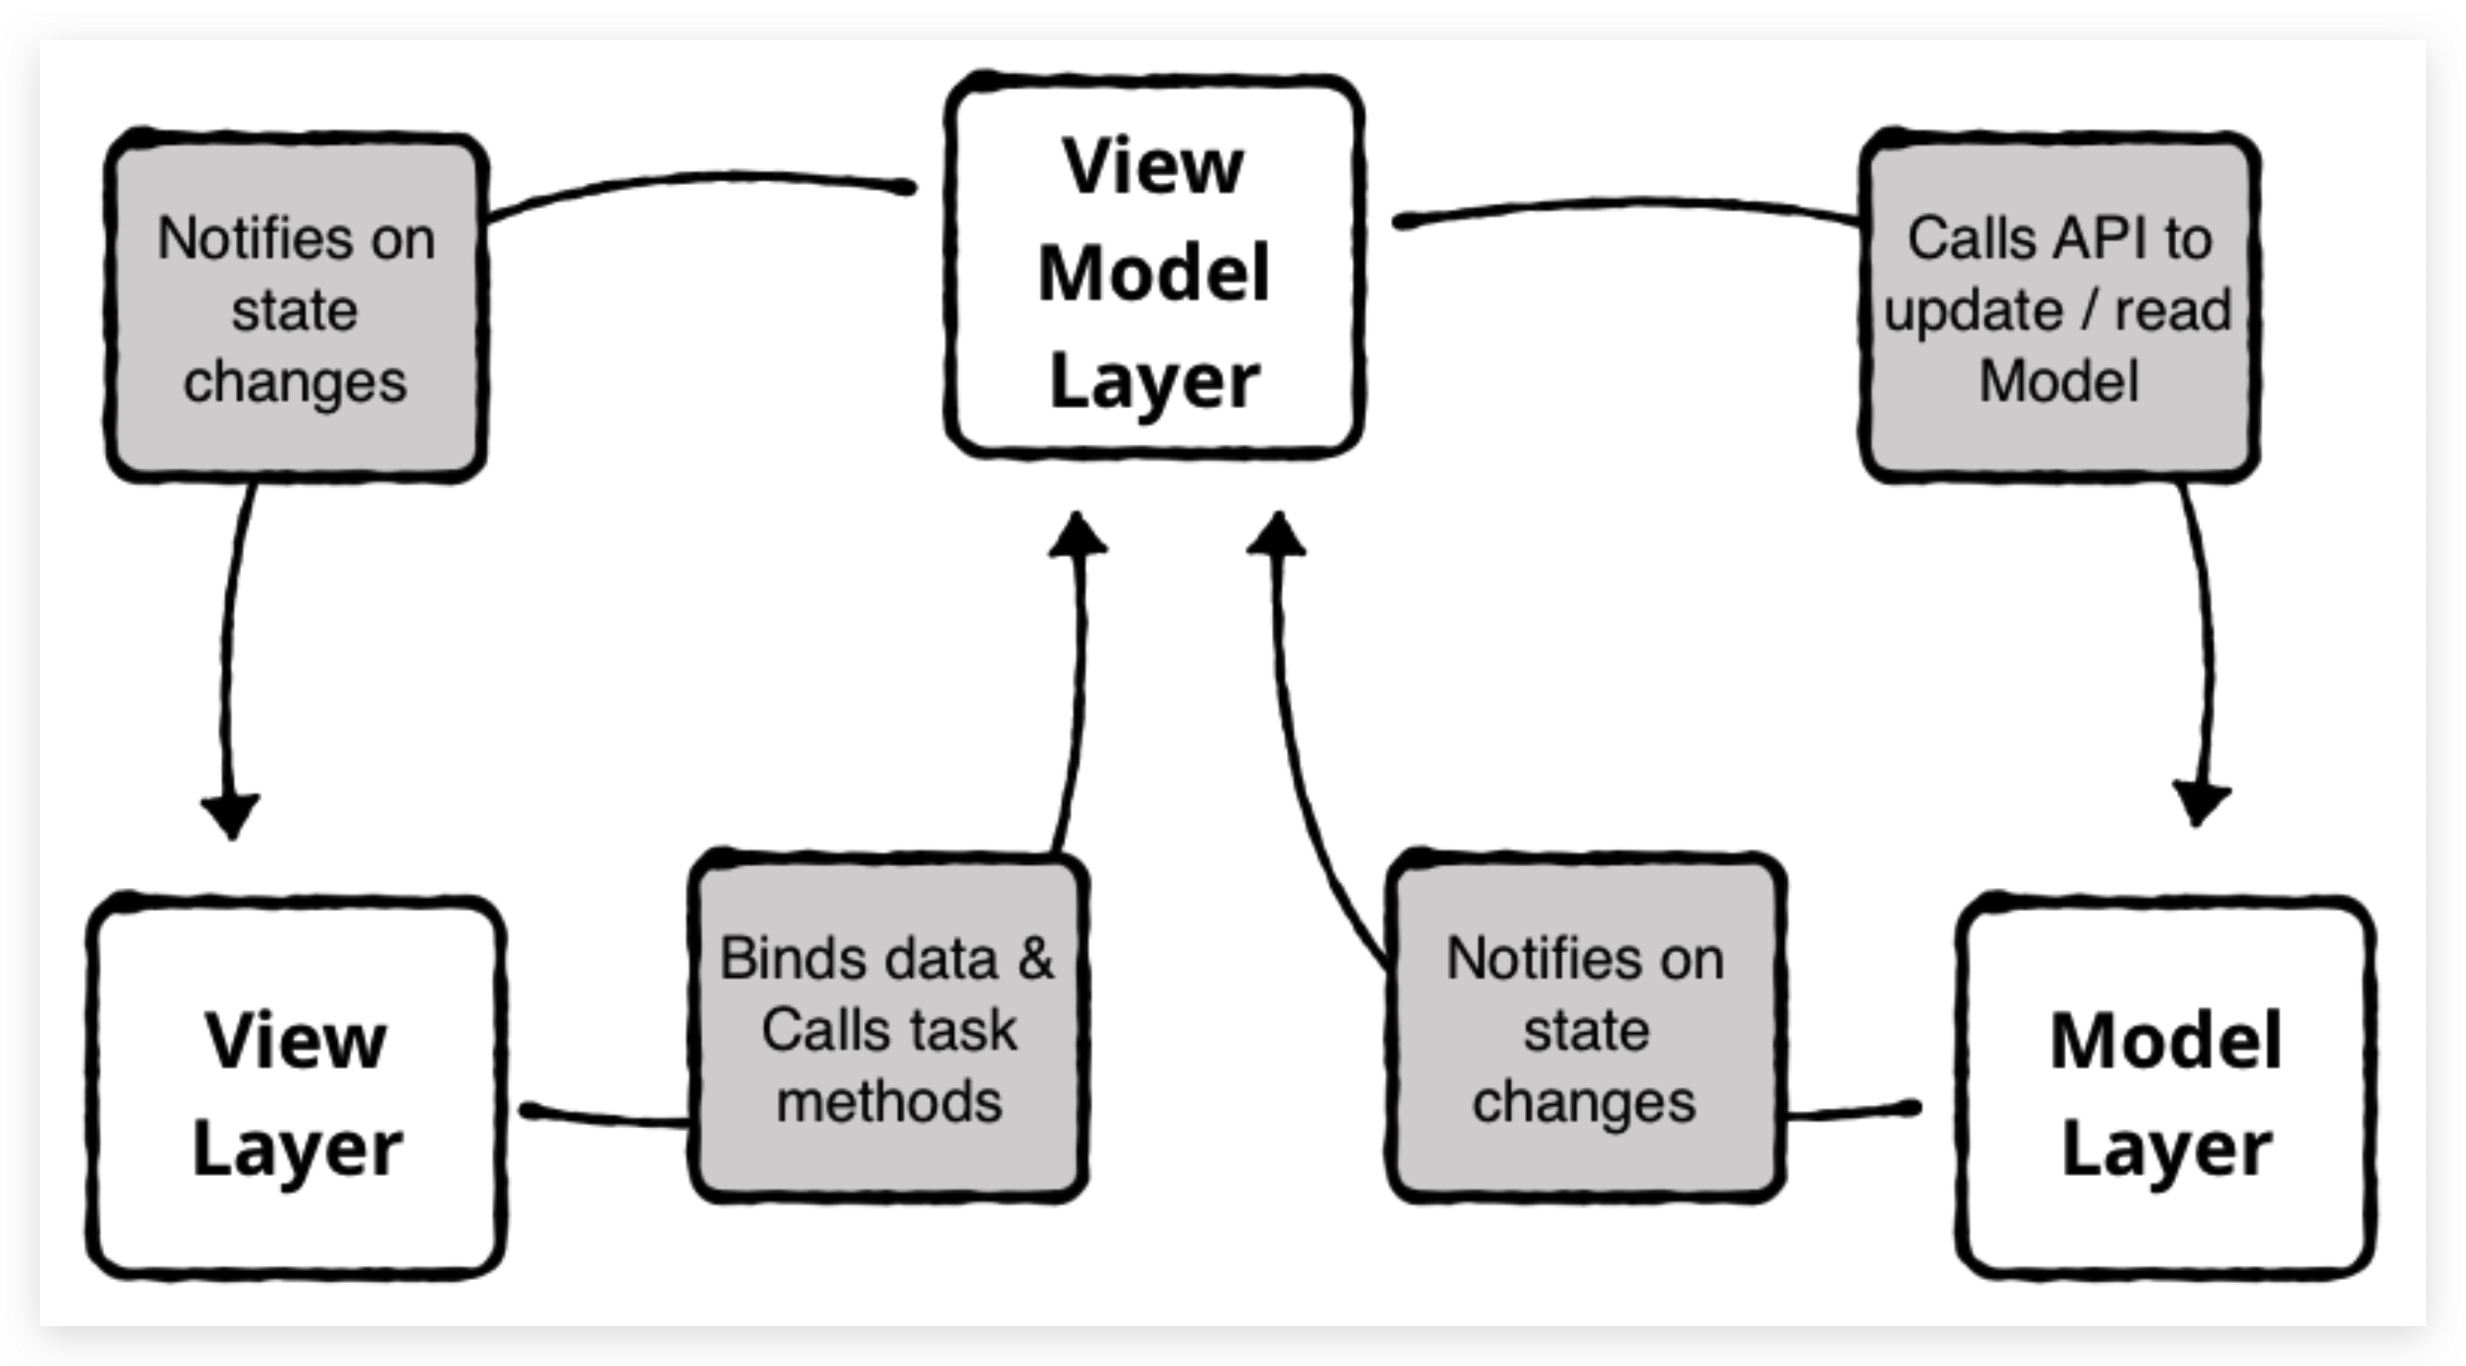 Notifies on
state
changes
View
Model
Layer
Calls API to
update / read
Model
View
Layer
Binds data &
Calls task
methods
Notifies on
state
changes
Model
Layer